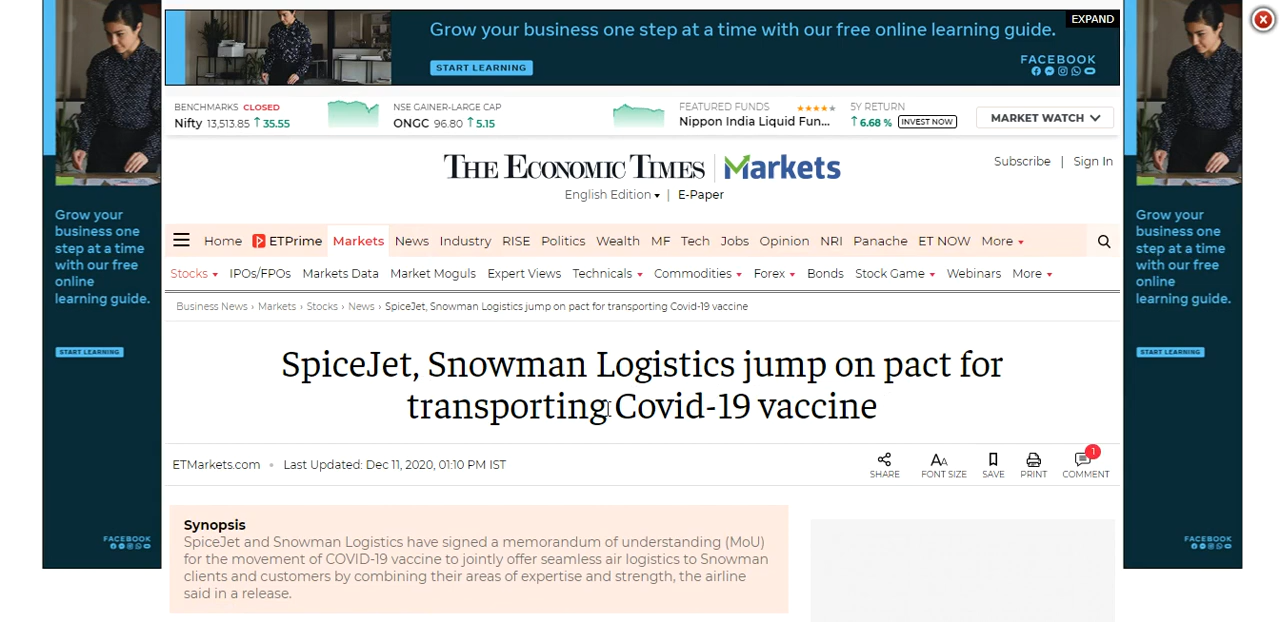 Grow your business one step at a time with our free online learning guide.
EXPAND
START LEARNING
FACEBOOK
BENCHMARKS CLOSED
Nifty 13,513.85 ↑ 35.55
NSE GAINER-LARGE CAP
ONGC 96.80 ↑ 5.15
FEATURED FUNDS ★★★★★
Nippon India Liquid Fun...
5Y RETURN
↑ 6.68 % INVEST NOW
MARKET WATCH
THE ECONOMIC TIMES | Markets
Subscribe | Sign In
English Edition ▾ | E-Paper
Home ETPrime Markets News Industry RISE Politics Wealth MF Tech Jobs Opinion NRI Panache ET NOW More ▾
Stocks ▾ IPOs/FPOs Markets Data Market Moguls Expert Views Technicals ▾ Commodities ▾ Forex ▾ Bonds Stock Game ▾ Webinars More ▾
Business News › Markets › Stocks › News › SpiceJet, Snowman Logistics jump on pact for transporting Covid-19 vaccine
SpiceJet, Snowman Logistics jump on pact for
transporting Covid-19 vaccine
ETMarkets.com • Last Updated: Dec 11, 2020, 01:10 PM IST
SHARE
FONT SIZE
SAVE
PRINT
1
COMMENT
Synopsis
SpiceJet and Snowman Logistics have signed a memorandum of understanding (MoU)
for the movement of COVID-19 vaccine to jointly offer seamless air logistics to Snowman
clients and customers by combining their areas of expertise and strength, the airline
said in a release.
Grow your
business one
step at a time
with our free
online
learning guide.
START LEARNING
FACEBOOK
Grow your
business one
step at a time
with our free
online
learning guide.
START LEARNING
FACEBOOK